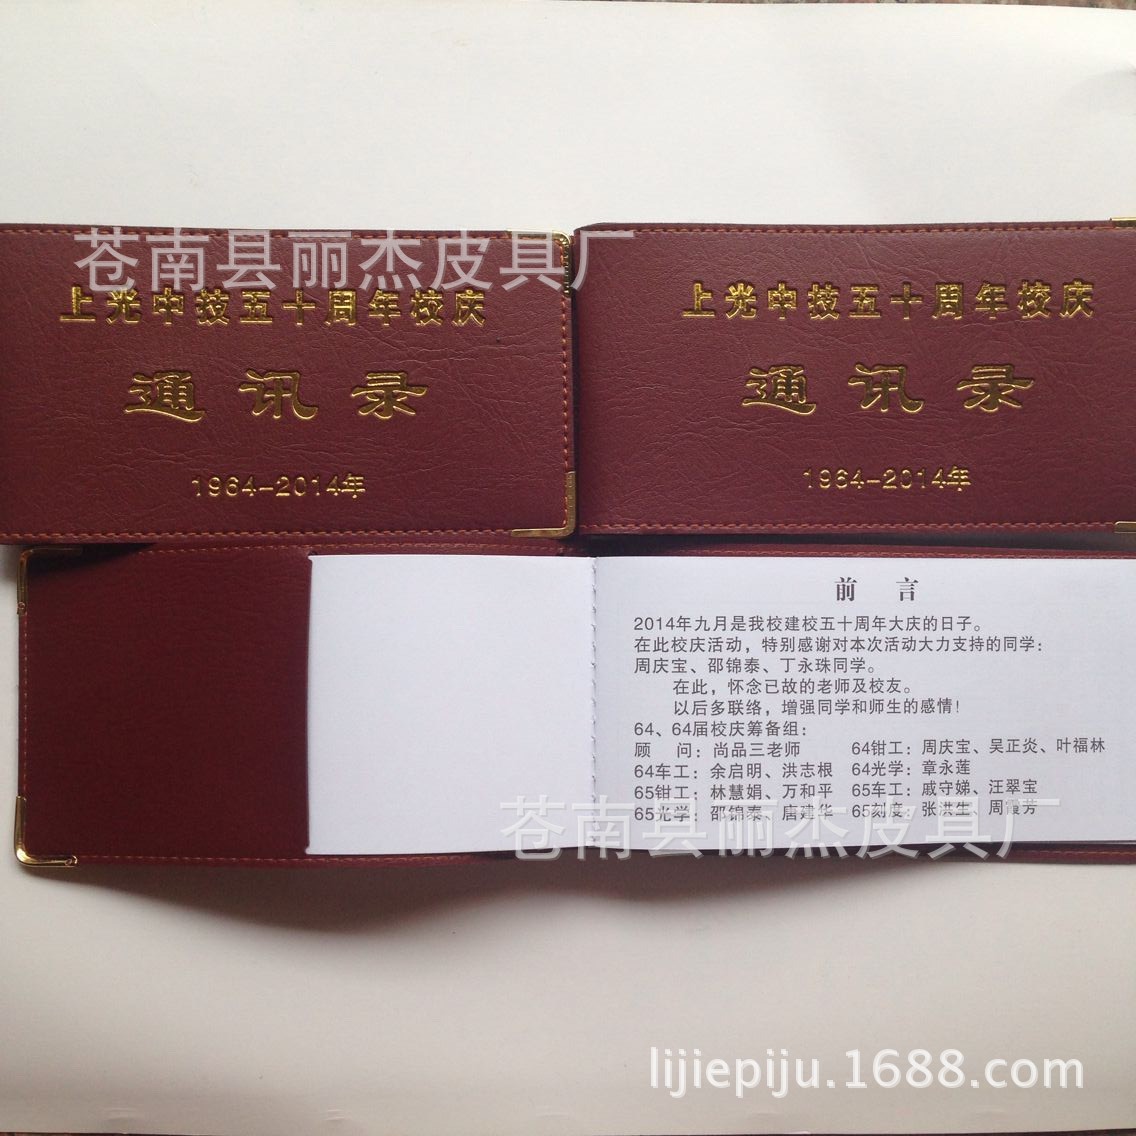 苍南县丽杰皮具厂
上光中技五十周年校庆
通讯录
1964-2014年
上光中技五十周年校庆
通讯录
1964-2014年
前 言
2014年九月是我校建校五十周年大庆的日子。
在此校庆活动，特别感谢对本次活动大力支持的同学：
周庆宝、邵锦泰、丁永珠同学。
在此，怀念已故的老师及校友。
以后多联络，增强同学和师生的感情！
64、64届校庆筹备组：
顾 问：尚品三老师 64钳工：周庆宝、吴正炎、叶福林
64车工：余启明、洪志根 64光学：章永莲
65钳工：林慧娟、万和平 65车工：戚守娣、汪翠宝
65光学：邵锦泰、唐建华 65刻度：张洪生、周霞芳
苍南县丽杰皮具厂
lijiepiju.1688.com